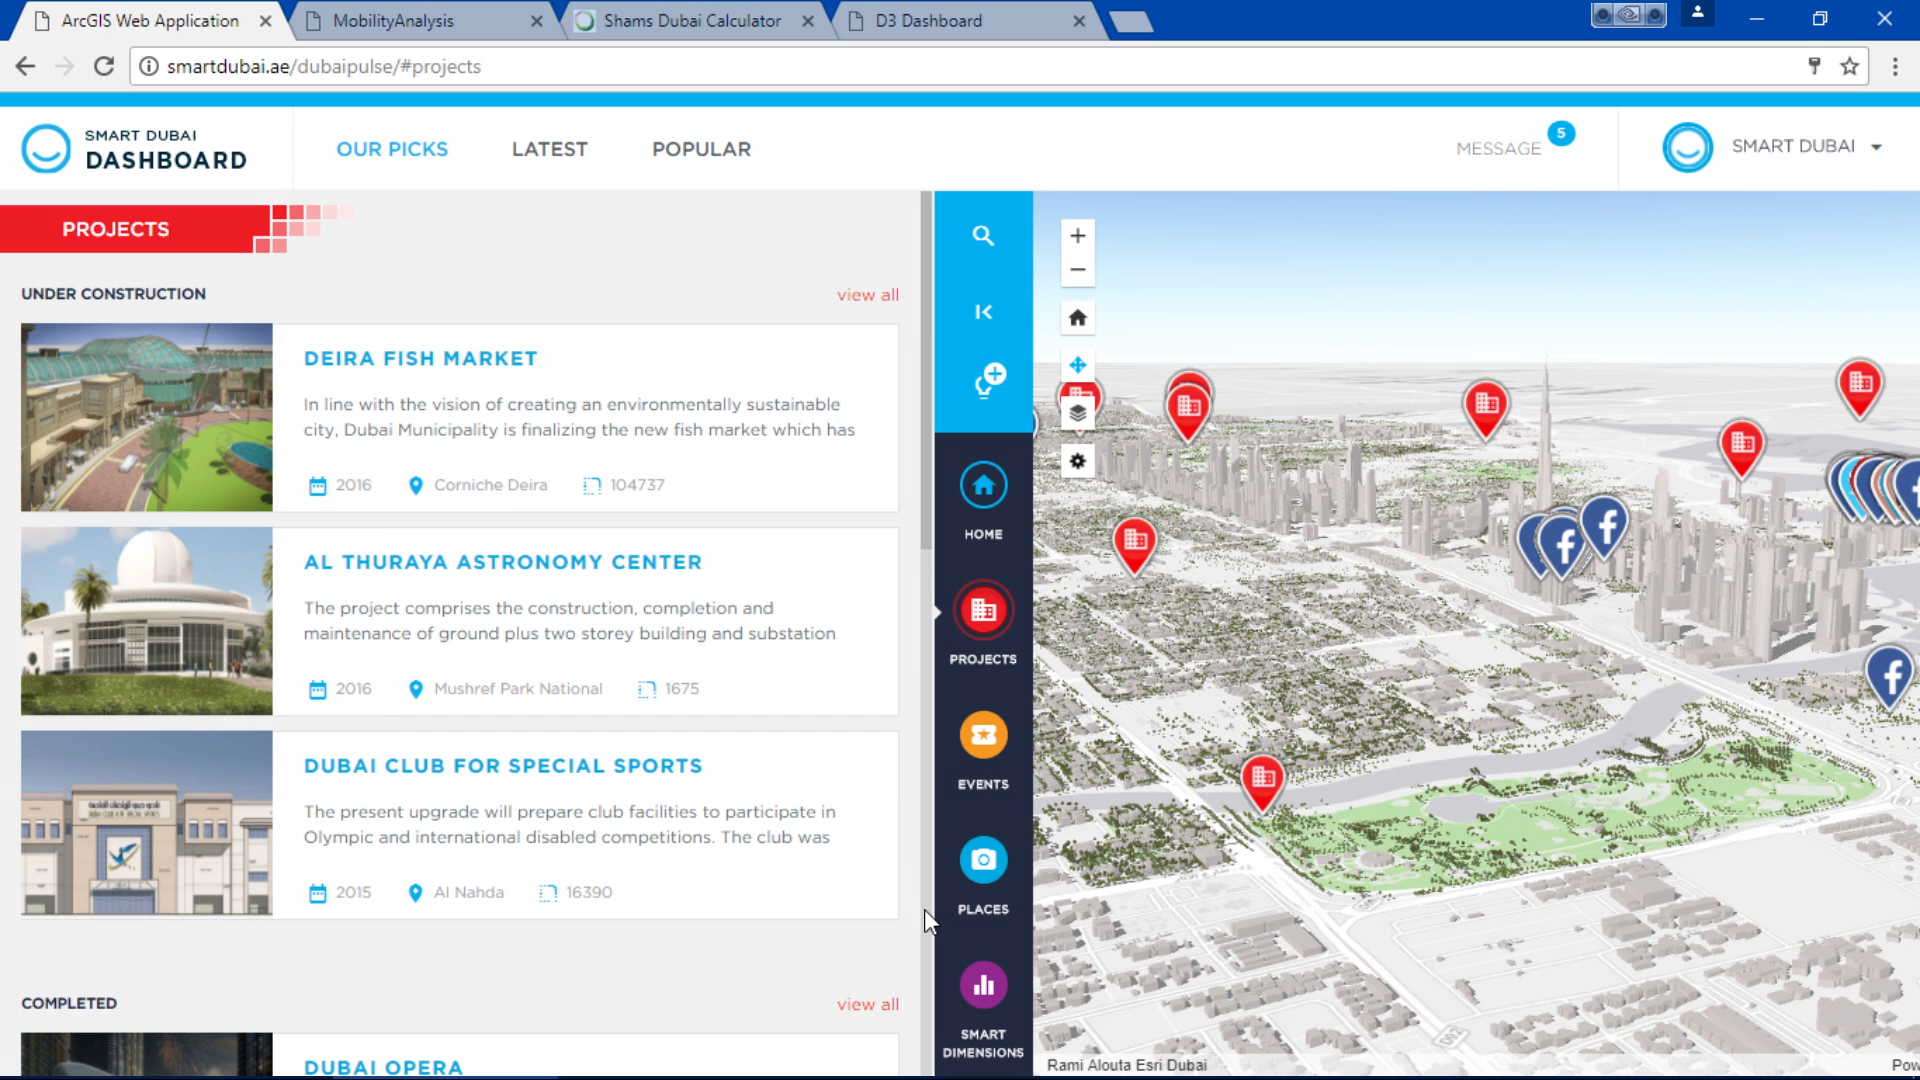 ArcGIS Web Application
MobilityAnalysis
Shams Dubai Calculator
D3 Dashboard
smartdubai.ae/dubaipulse/#projects
SMART DUBAI
DASHBOARD
OUR PICKS
LATEST
POPULAR
MESSAGE
5
SMART DUBAI
PROJECTS
UNDER CONSTRUCTION
view all
DEIRA FISH MARKET
In line with the vision of creating an environmentally sustainable
city, Dubai Municipality is finalizing the new fish market which has
2016
Corniche Deira
104737
AL THURAYA ASTRONOMY CENTER
The project comprises the construction, completion and
maintenance of ground plus two storey building and substation
2016
Mushref Park National
1675
DUBAI CLUB FOR SPECIAL SPORTS
The present upgrade will prepare club facilities to participate in
Olympic and international disabled competitions. The club was
2015
Al Nahda
16390
COMPLETED
view all
DUBAI OPERA
HOME
PROJECTS
EVENTS
PLACES
SMART
DIMENSIONS
Rami Alouta Esri Dubai
Pow